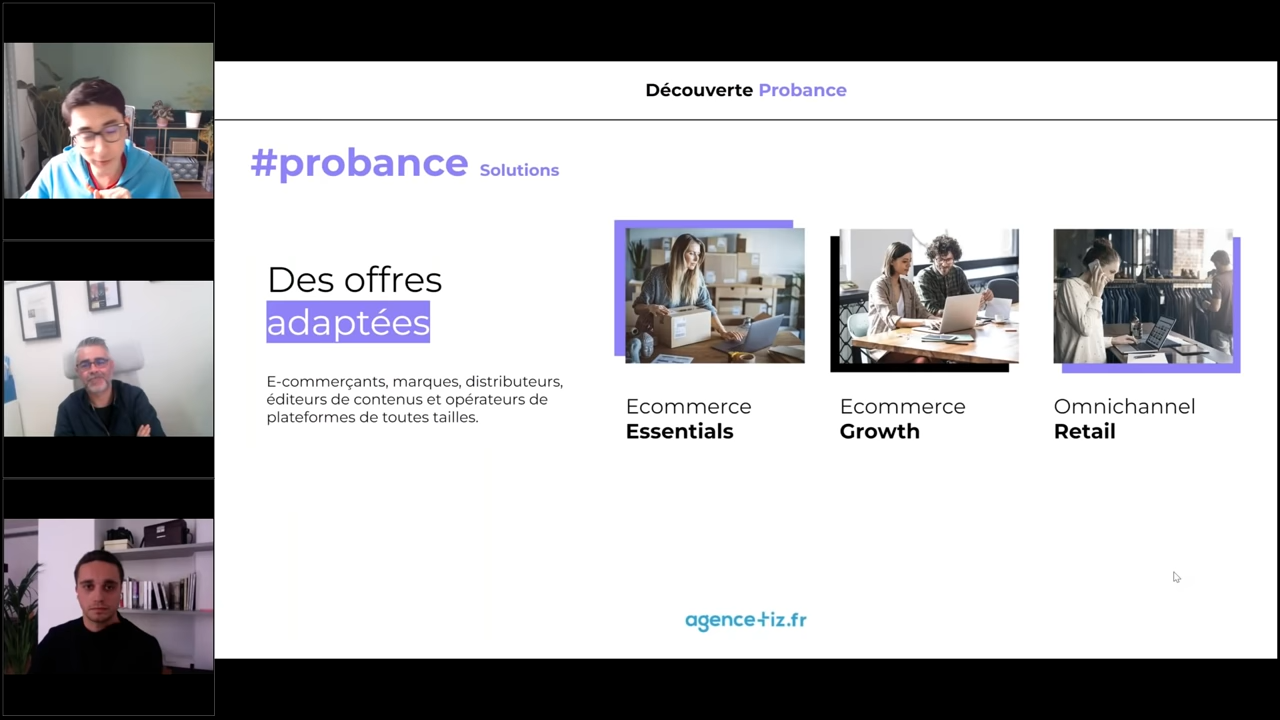 Découverte Probance
#probance Solutions
Des offres
adaptées
E-commerçants, marques, distributeurs,
éditeurs de contenus et opérateurs de
plateformes de toutes tailles.
Ecommerce
Essentials
Ecommerce
Growth
Omnichannel
Retail
agence-tiz.fr